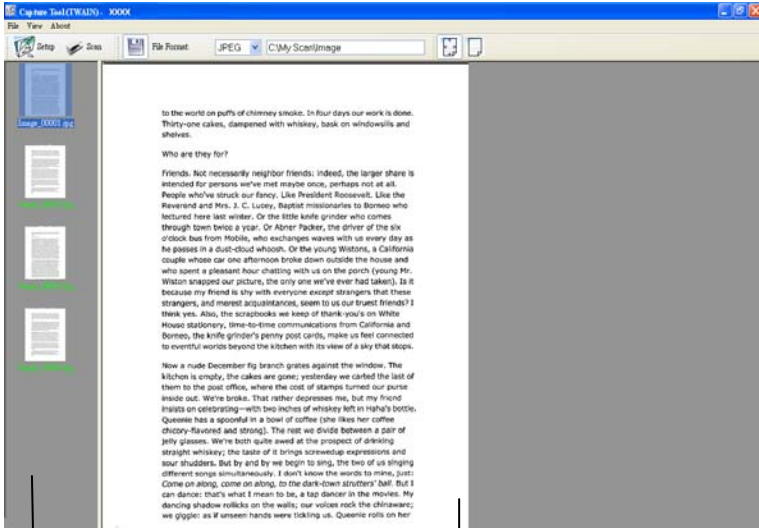 Capture Tool(TWAIN)- XXXX
File View About
Setup Scan File Format JPEG C:\My Scan\Image
Image_00001.jpg
to the world on puffs of chimney smoke. In four days our work is done.
Thirty-one cakes, dampened with whiskey, bask on windowsills and
shelves.
Who are they for?
Friends. Not necessarily neighbor friends: indeed, the larger share is
intended for persons we've met maybe once, perhaps not at all.
People who've struck our fancy. Like President Roosevelt. Like the
Reverend and Mrs. J. C. Lucey, Baptist missionaries to Borneo who
lectured here last winter. Or the little knife grinder who comes
through town twice a year. Or Abner Packer, the driver of the six
o'clock bus from Mobile, who exchanges waves with us every day as
he passes in a dust-cloud whoosh. Or the young Wistons, a California
couple whose car one afternoon broke down outside the house and
who spent a pleasant hour chatting with us on the porch (young Mr.
Wiston snapped our picture, the only one we've ever had taken). Is it
because my friend is shy with everyone except strangers that these
strangers, and merest acquaintances, seem to us our truest friends? I
think yes. Also, the scrapbooks we keep of thank-you's on White
House stationery, time-to-time communications from California and
Borneo, the knife grinder's penny post cards, make us feel connected
to eventful worlds beyond the kitchen with its view of a sky that stops.
Now a nude December fig branch grates against the window. The
kitchen is empty, the cakes are gone; yesterday we carted the last of
them to the post office, where the cost of stamps turned our purse
inside out. We're broke. That rather depresses me, but my friend
insists on celebrating—with two inches of whiskey left in Haha's bottle.
Queenie has a spoonful in a bowl of coffee (she likes her coffee
chicory-flavored and strong). The rest we divide between a pair of
jelly glasses. We're both quite awed at the prospect of drinking
straight whiskey; the taste of it brings screwedup expressions and
sour shudders. But by and by we begin to sing, the two of us singing
different songs simultaneously. I don't know the words to mine, just:
Come on along, come on along, to the dark-town strutters' ball. But I
can dance: that's what I mean to be, a tap dancer in the movies. My
dancing shadow rollicks on the walls; our voices rock the chinaware;
we giggle: as if unseen hands were tickling us. Queenie rolls on her